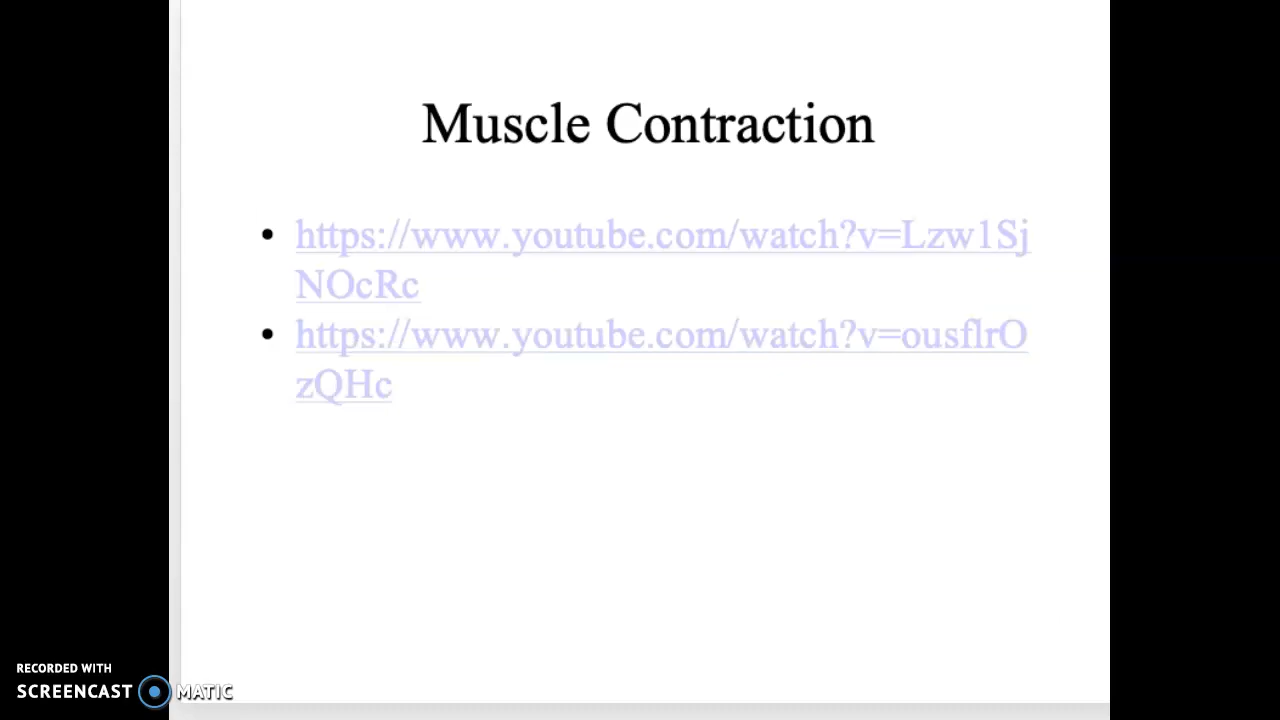 Muscle Contraction
• https://www.youtube.com/watch?v=Lzw1Sj
NOcRc
• https://www.youtube.com/watch?v=ousflrO
zQHc
RECORDED WITH
SCREENCAST MATIC